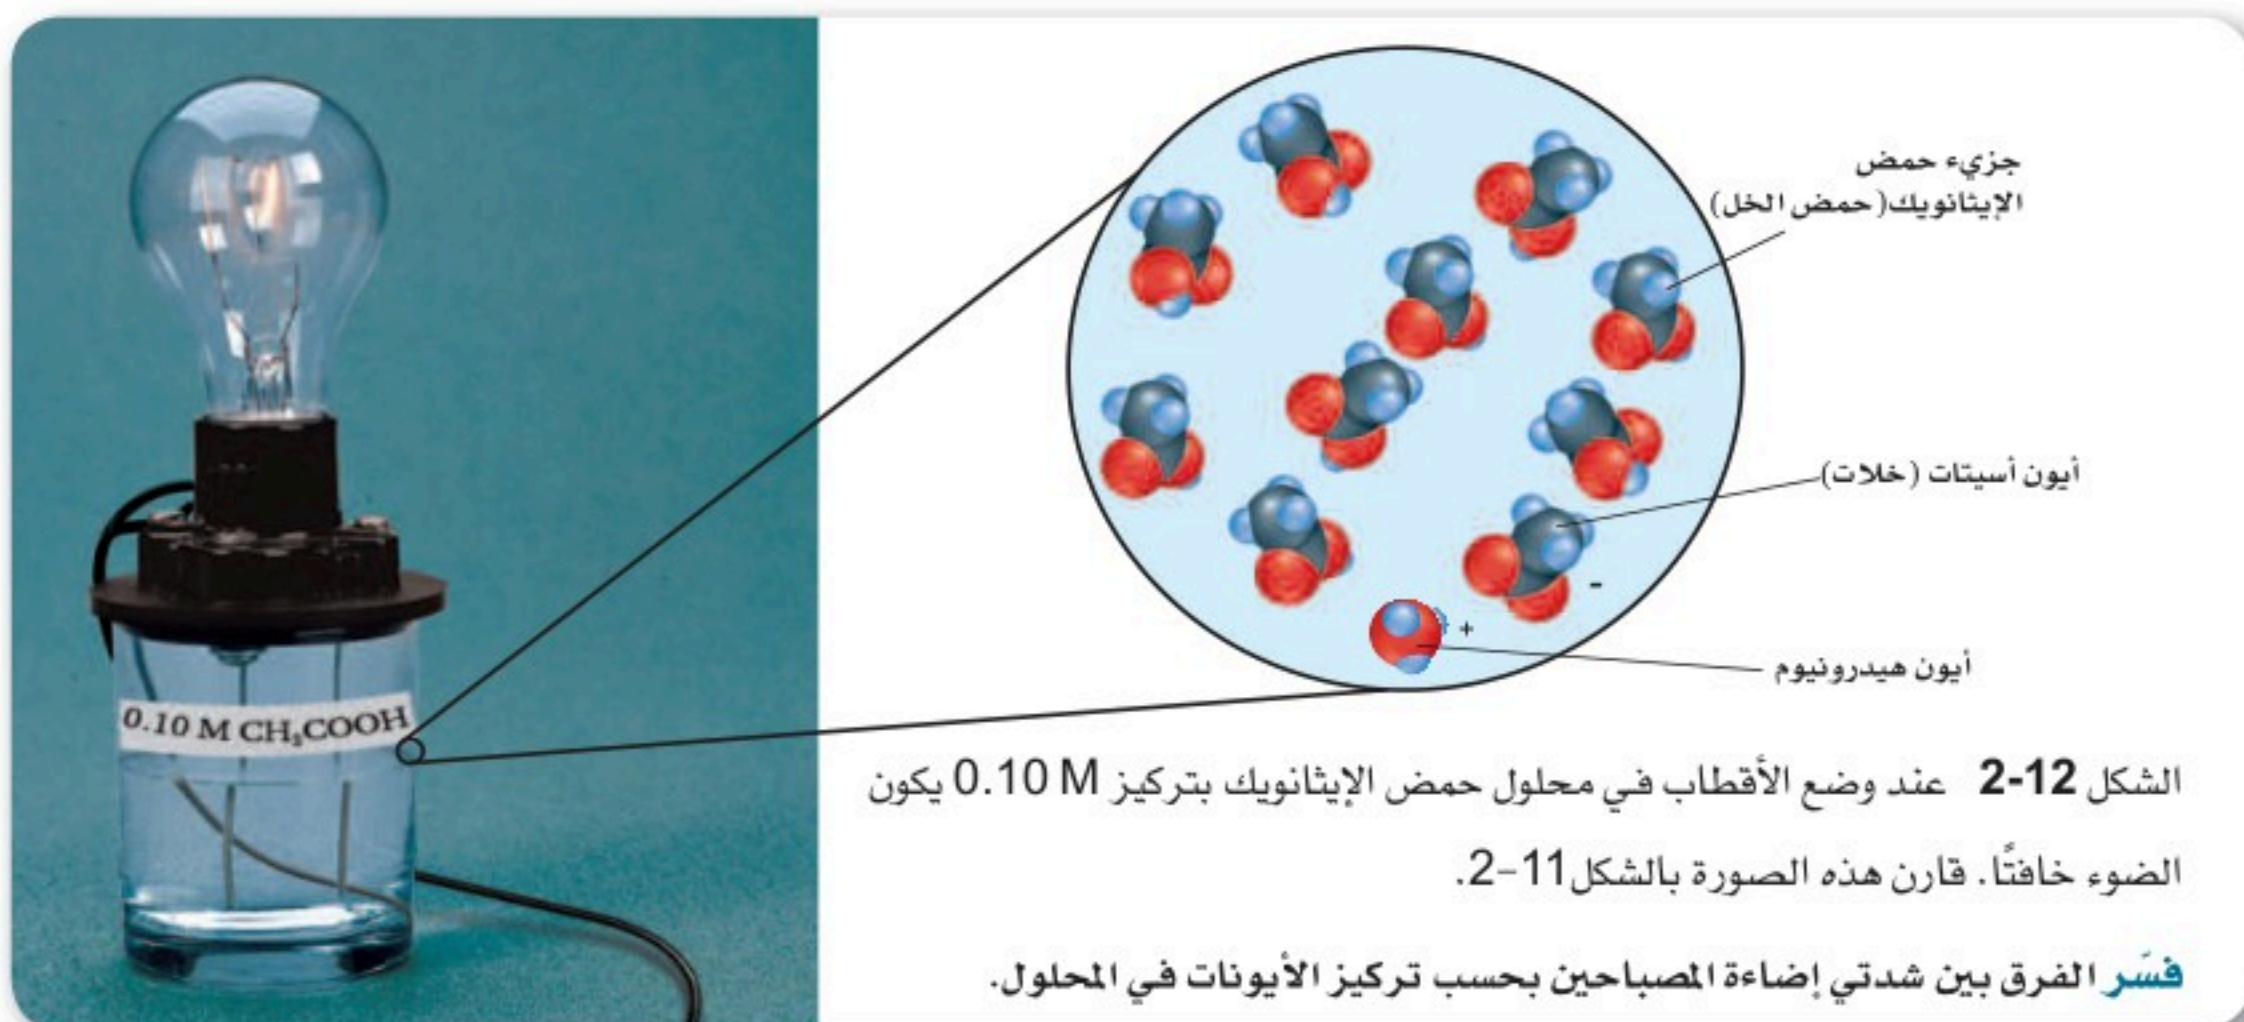 0.10 M CH₃COOH
جزيء حمض
الإيثانويك (حمض الخل)
أيون أسيتات (خلات)
-
+
أيون هيدرونيوم
الشكل 12-2 عند وضع الأقطاب في محلول حمض الإيثانويك بتركيز 0.10 M يكون
الضوء خافتًا. قارن هذه الصورة بالشكل 11-2.
فسّر الفرق بين شدتي إضاءة المصباحين بحسب تركيز الأيونات في المحلول.